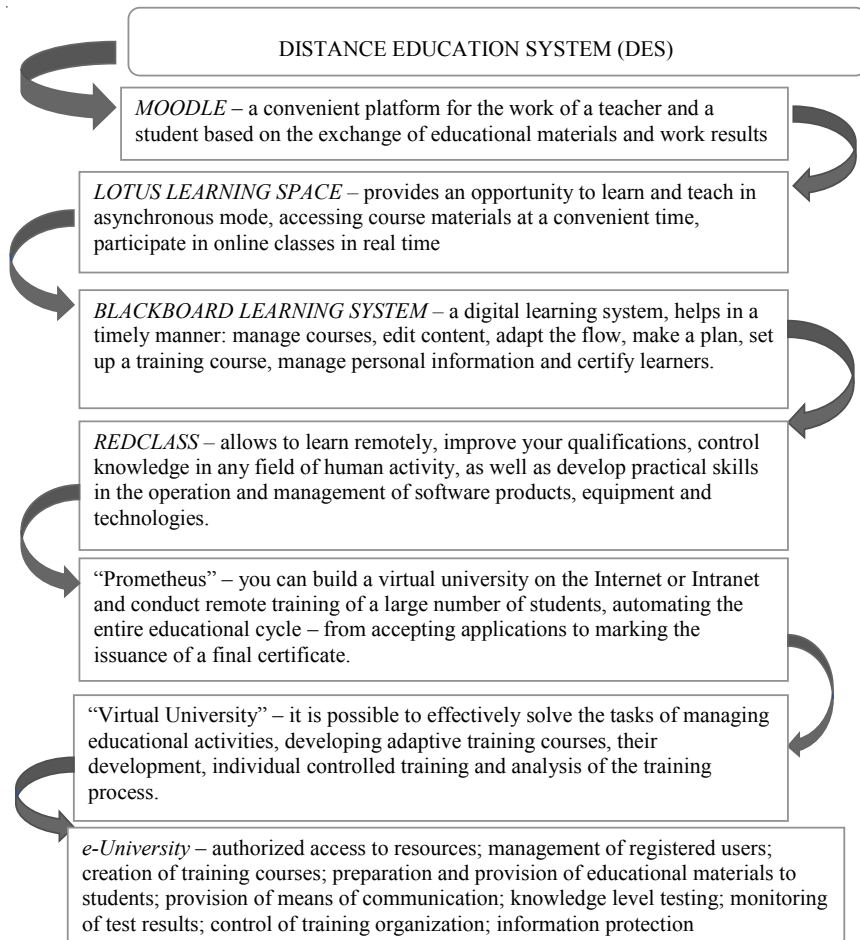 DISTANCE EDUCATION SYSTEM (DES)
MOODLE – a convenient platform for the work of a teacher and a
student based on the exchange of educational materials and work results
LOTUS LEARNING SPACE – provides an opportunity to learn and teach in
asynchronous mode, accessing course materials at a convenient time,
participate in online classes in real time
BLACKBOARD LEARNING SYSTEM – a digital learning system, helps in a
timely manner: manage courses, edit content, adapt the flow, make a plan, set
up a training course, manage personal information and certify learners.
REDCLASS – allows to learn remotely, improve your qualifications, control
knowledge in any field of human activity, as well as develop practical skills
in the operation and management of software products, equipment and
technologies.
“Prometheus” – you can build a virtual university on the Internet or Intranet
and conduct remote training of a large number of students, automating the
entire educational cycle – from accepting applications to marking the
issuance of a final certificate.
“Virtual University” – it is possible to effectively solve the tasks of managing
educational activities, developing adaptive training courses, their
development, individual controlled training and analysis of the training
process.
e-University – authorized access to resources; management of registered users;
creation of training courses; preparation and provision of educational materials to
students; provision of means of communication; knowledge level testing; monitoring
of test results; control of training organization; information protection